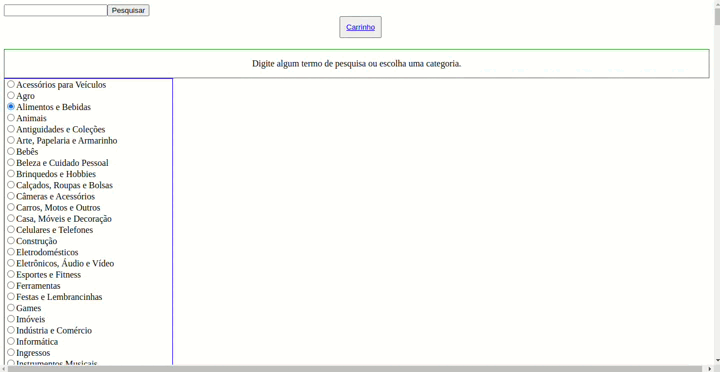 Pesquisar
Carrinho
Digite algum termo de pesquisa ou escolha uma categoria.
Acessórios para Veículos
Agro
Alimentos e Bebidas
Animais
Antiguidades e Coleções
Arte, Papelaria e Armarinho
Bebês
Beleza e Cuidado Pessoal
Brinquedos e Hobbies
Calçados, Roupas e Bolsas
Câmeras e Acessórios
Carros, Motos e Outros
Casa, Móveis e Decoração
Celulares e Telefones
Construção
Eletrodomésticos
Eletrônicos, Áudio e Vídeo
Esportes e Fitness
Ferramentas
Festas e Lembrancinhas
Games
Imóveis
Indústria e Comércio
Informática
Ingressos
Instrumentos Musicais